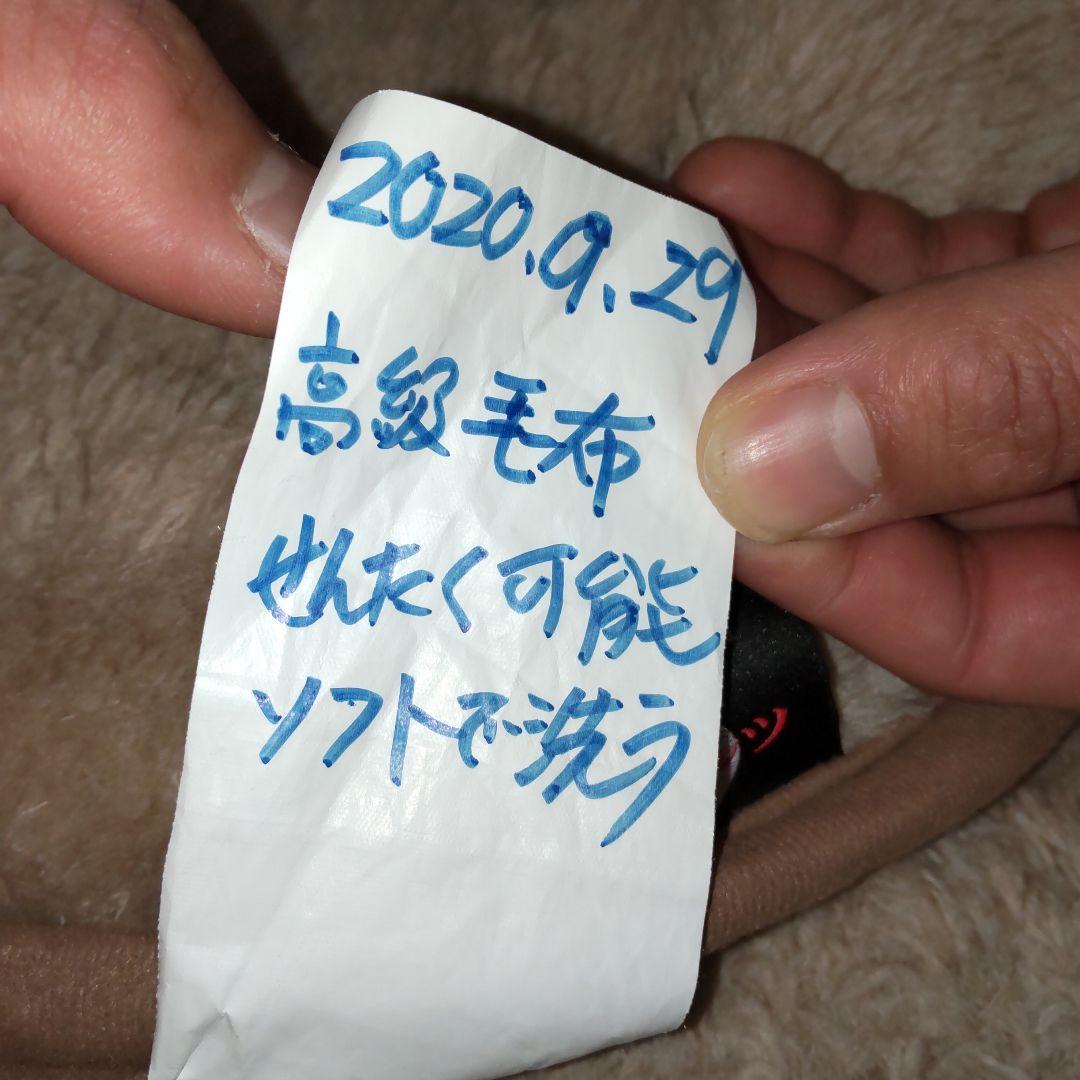 2020.9.29
高級毛布
せんたく可能
ソフトで洗う
ッ